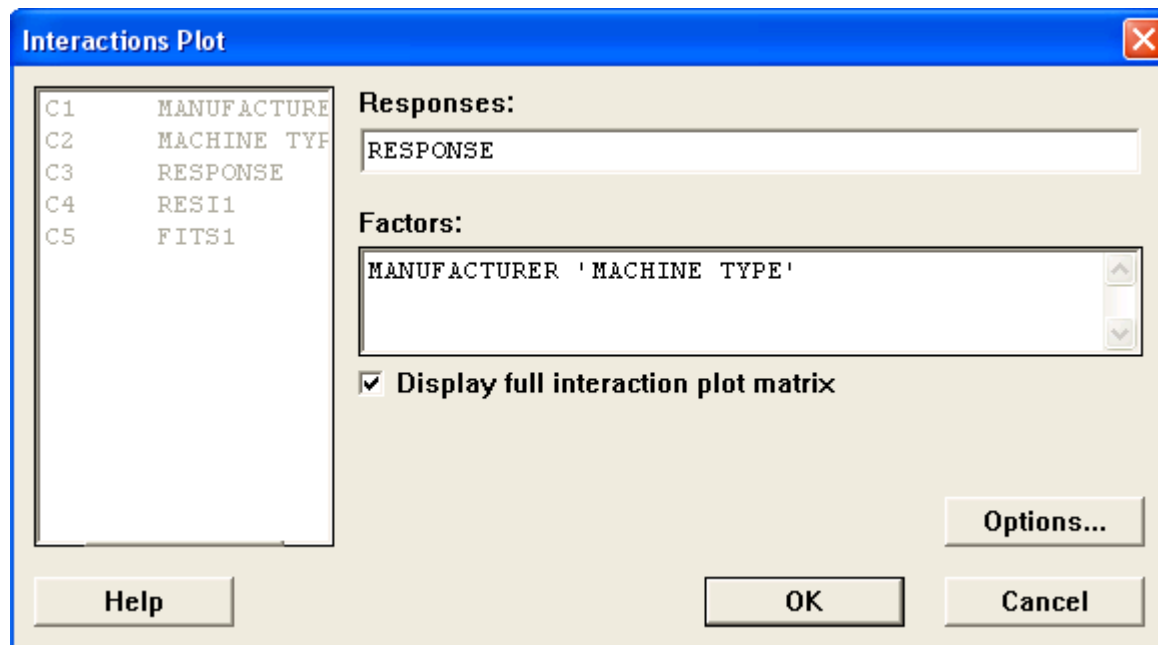 Interactions Plot
C1 MANUFACTURE
C2 MACHINE TYP
C3 RESPONSE
C4 RESI1
C5 FITS1
Responses:
RESPONSE
Factors:
MANUFACTURER 'MACHINE TYPE'
Display full interaction plot matrix
Options...
Help
OK
Cancel